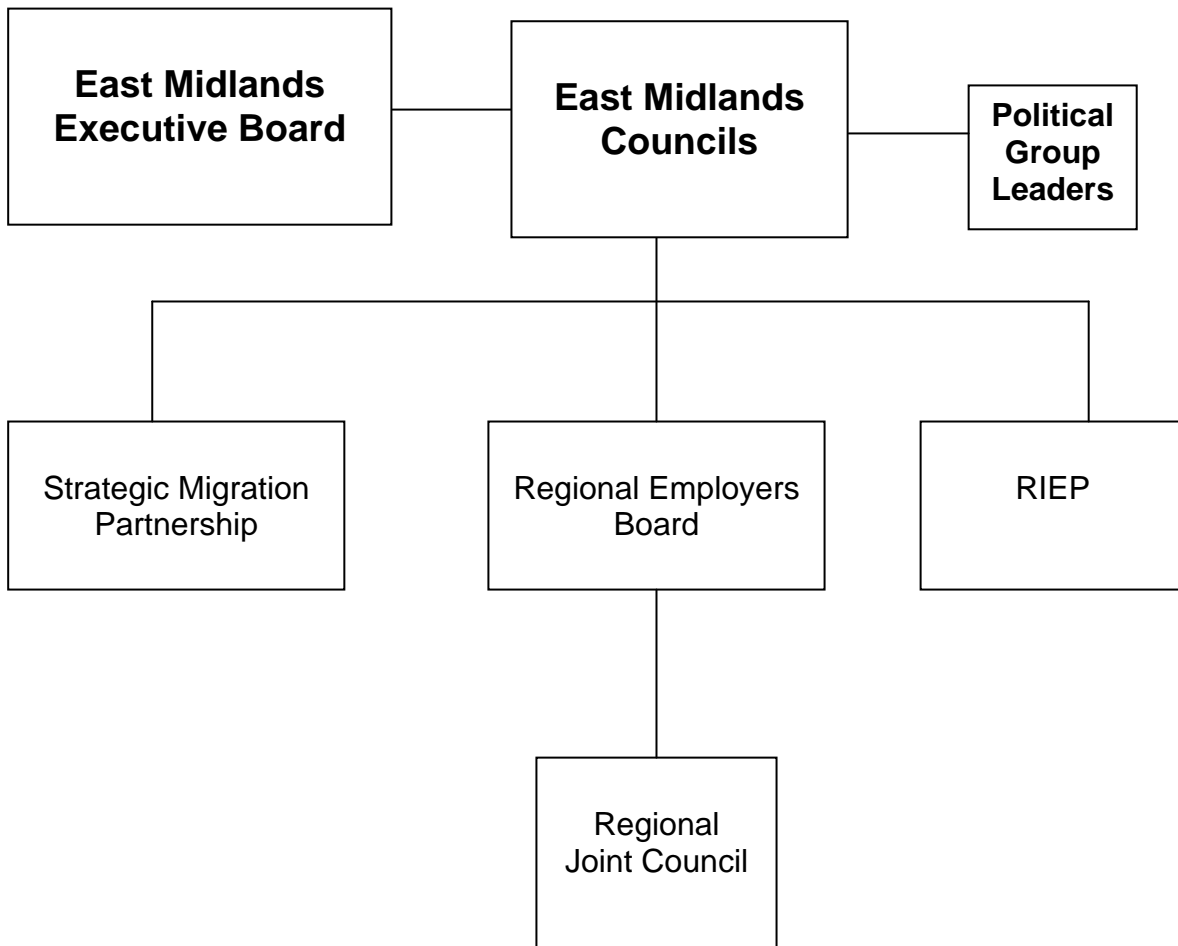 East Midlands
Executive Board
East Midlands
Councils
Political
Group
Leaders
Strategic Migration
Partnership
Regional Employers
Board
RIEP
Regional
Joint Council